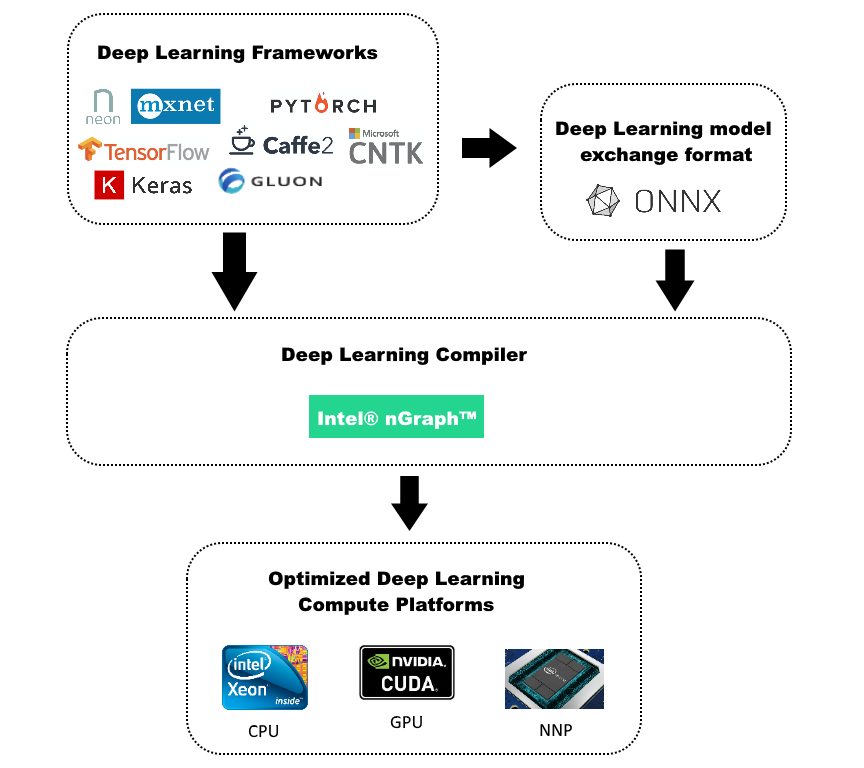 Deep Learning Frameworks
neon
mxnet
PYTORCH
TensorFlow
Caffe2
Microsoft
CNTK
Keras
GLUON
Deep Learning model
exchange format
ONNX
Deep Learning Compiler
Intel® nGraph™
Optimized Deep Learning
Compute Platforms
intel
Xeon
inside™
NVIDIA.
CUDA
CPU
GPU
NNP